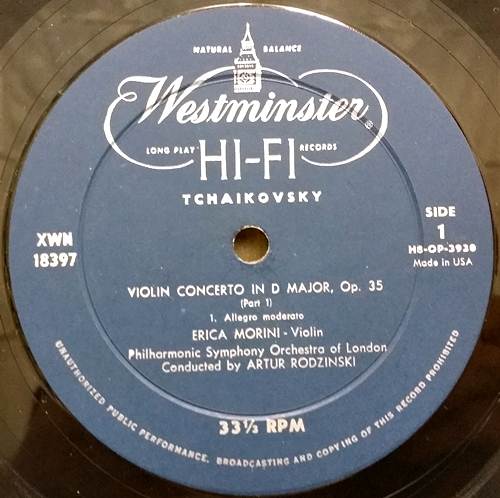 NATURAL BALANCE
Westminster®
LONG PLAY HI-FI RECORDS
TCHAIKOVSKY
XWN
18397
SIDE
1
HS-OP-3930
Made in USA
VIOLIN CONCERTO IN D MAJOR, Op. 35
(Part 1)
1. Allegro moderato
ERICA MORINI - Violin
Philharmonic Symphony Orchestra of London
Conducted by ARTUR RODZINSKI
33⅓ RPM
UNAUTHORIZED PUBLIC PERFORMANCE, BROADCASTING AND COPYING OF THIS RECORD PROHIBITED